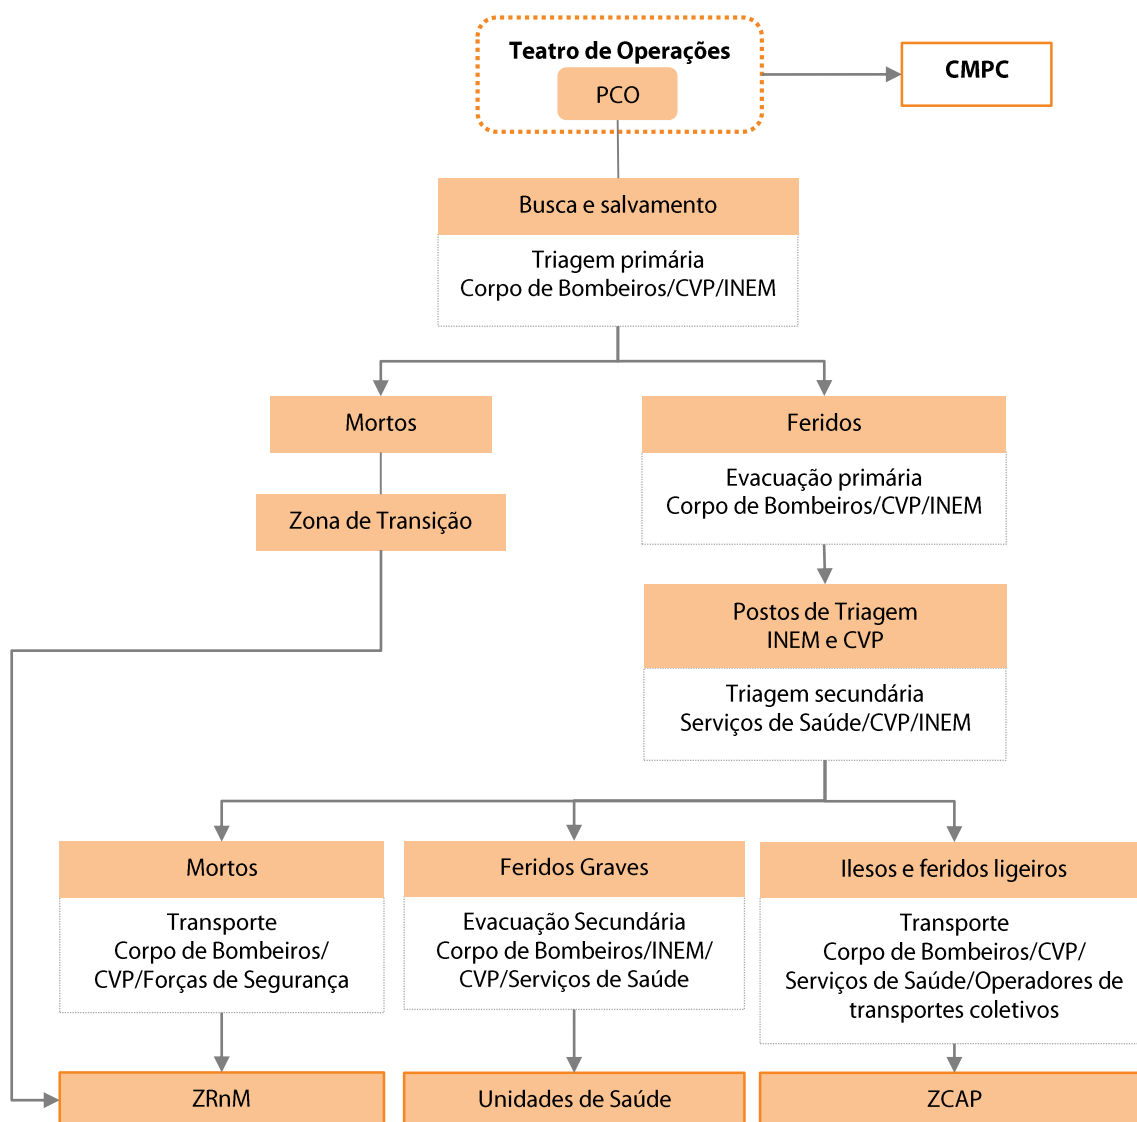 Teatro de Operações
PCO
CMPC
Busca e salvamento
Triagem primária
Corpo de Bombeiros/CVP/INEM
Mortos
Zona de Transição
Feridos
Evacuação primária
Corpo de Bombeiros/CVP/INEM
Postos de Triagem
INEM e CVP
Triagem secundária
Serviços de Saúde/CVP/INEM
Mortos
Transporte
Corpo de Bombeiros/
CVP/Forças de Segurança
Feridos Graves
Evacuação Secundária
Corpo de Bombeiros/INEM/
CVP/Serviços de Saúde
Ilesos e feridos ligeiros
Transporte
Corpo de Bombeiros/CVP/
Serviços de Saúde/Operadores de
transportes coletivos
ZRnM
Unidades de Saúde
ZCAP